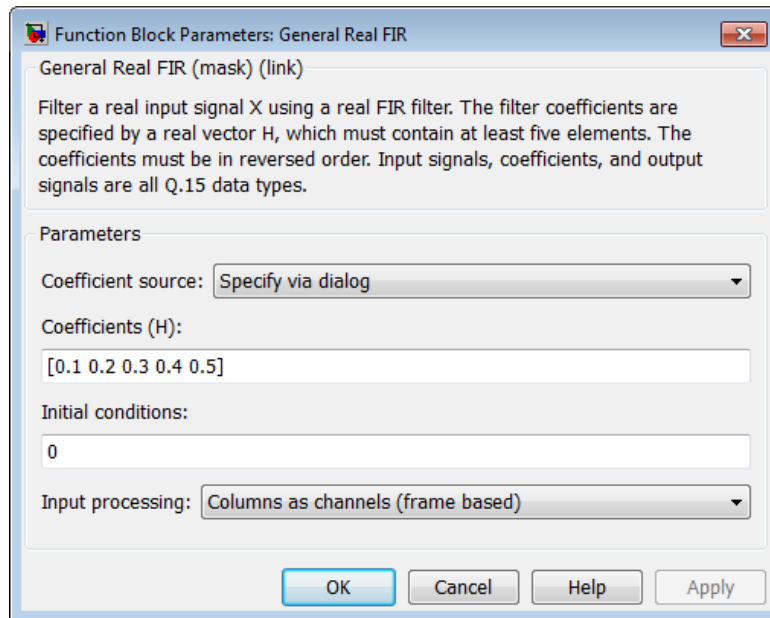 Function Block Parameters: General Real FIR
General Real FIR (mask) (link)
Filter a real input signal X using a real FIR filter. The filter coefficients are
specified by a real vector H, which must contain at least five elements. The
coefficients must be in reversed order. Input signals, coefficients, and output
signals are all Q.15 data types.
Parameters
Coefficient source: Specify via dialog
Coefficients (H):
[0.1 0.2 0.3 0.4 0.5]
Initial conditions:
0
Input processing: Columns as channels (frame based)
OK Cancel Help Apply